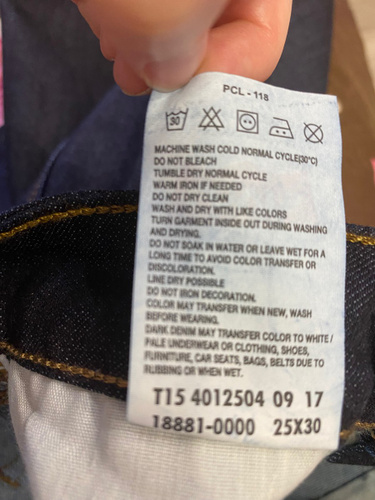 PCL - 118
30
MACHINE WASH COLD NORMAL CYCLE(30°C)
DO NOT BLEACH
TUMBLE DRY NORMAL CYCLE
WARM IRON IF NEEDED
DO NOT DRY CLEAN
WASH AND DRY WITH LIKE COLORS
TURN GARMENT INSIDE OUT DURING WASHING
AND DRYING.
DO NOT SOAK IN WATER OR LEAVE WET FOR A
LONG TIME TO AVOID COLOR TRANSFER OR
DISCOLORATION.
LINE DRY POSSIBLE
DO NOT IRON DECORATION.
COLOR MAY TRANSFER WHEN NEW, WASH
BEFORE WEARING.
DARK DENIM MAY TRANSFER COLOR TO WHITE /
PALE UNDERWEAR OR CLOTHING, SHOES,
FURNITURE, CAR SEATS, BAGS, BELTS DUE TO
RUBBING OR WHEN WET.
T15 4012504 09 17
18881-0000 25X30